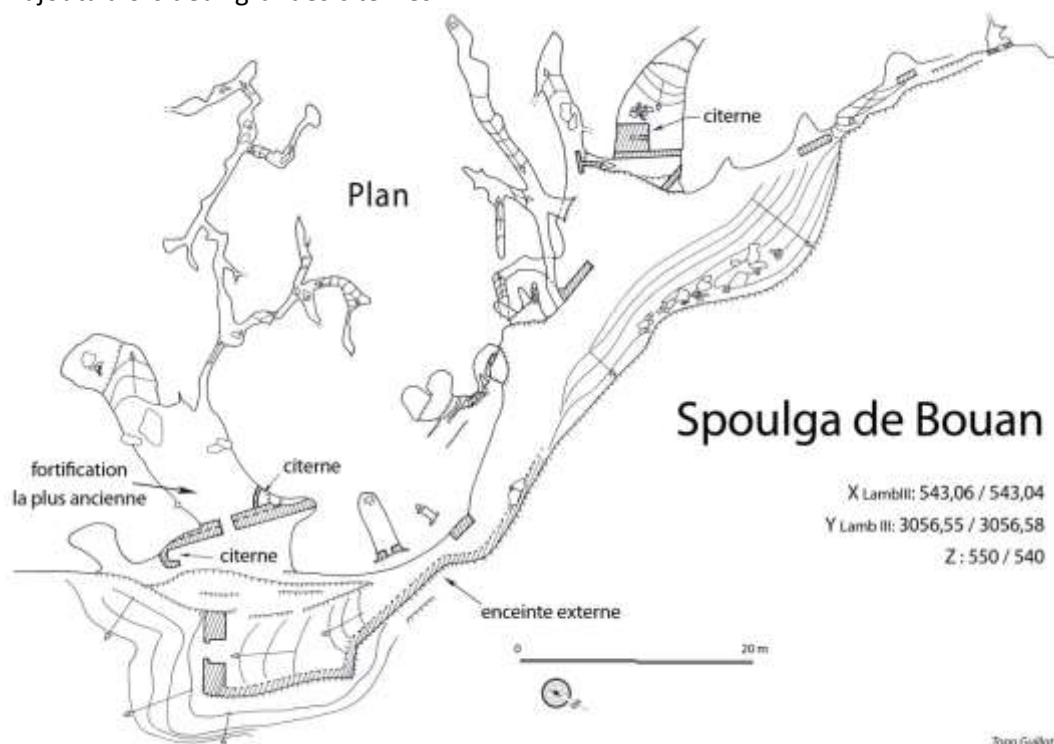 citerne
Plan
Spoulga de Bouan
fortification
la plus ancienne
citerne
X LambIII: 543,06 / 543,04
Y Lamb III: 3056,55 / 3056,58
Z : 550 / 540
citerne
enceinte externe
0
20 m